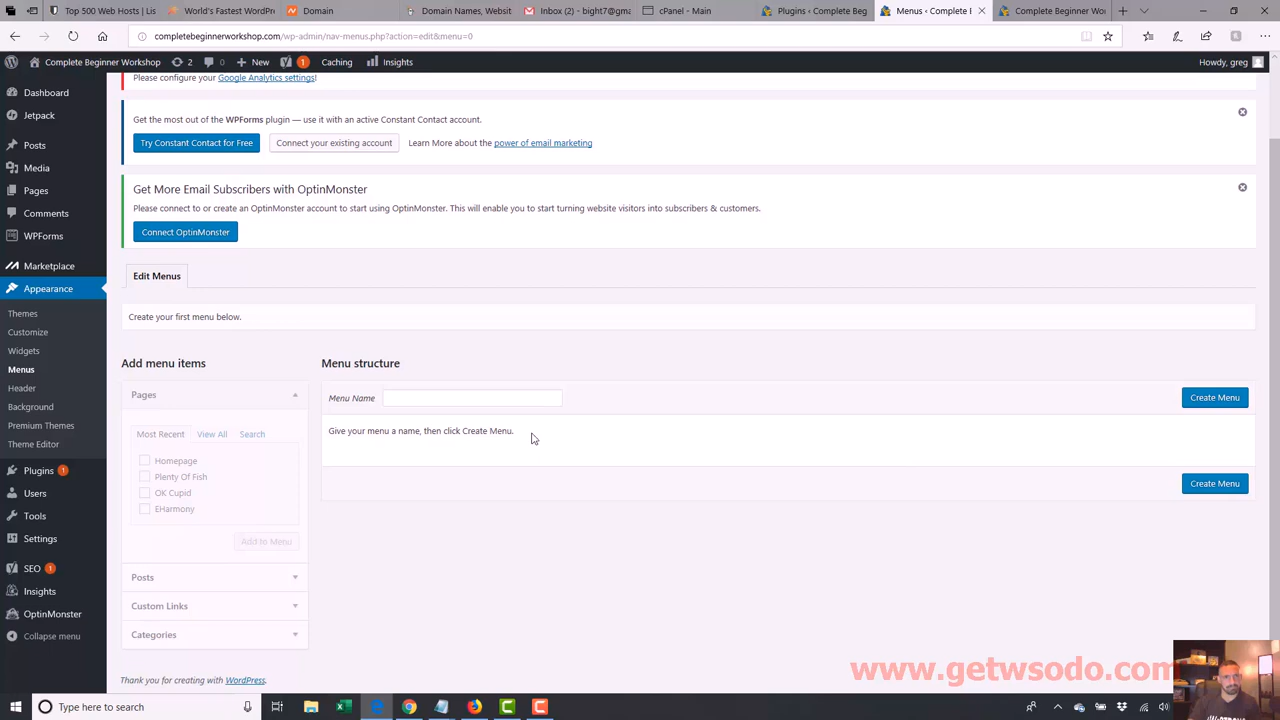 Top 500 Web Hosting Lis
World's Fastest WordPres
Domain
Domain Names, Websites
Inbox (2) - bight7@gma
cPanel - Main
Plugins < Complete Beg
Menus < Complete B
Complete Beginner Wor
completebeginnerworkshop.com/wp-admin/nav-menus.php?action=edit&menu=0
Complete Beginner Workshop
2
0
New
1
Caching
Insights
Howdy, greg
Please configure your Google Analytics settings!
Dashboard
Jetpack
Posts
Media
Pages
Comments
WPForms
Marketplace
Appearance
Themes
Customize
Widgets
Menus
Header
Background
Premium Themes
Theme Editor
Plugins 1
Users
Tools
Settings
SEO 1
Insights
OptinMonster
Collapse menu
Get the most out of the WPForms plugin — use it with an active Constant Contact account.
Try Constant Contact for Free
Connect your existing account
Learn More about the power of email marketing
Get More Email Subscribers with OptinMonster
Please connect to or create an OptinMonster account to start using OptinMonster. This will enable you to start turning website visitors into subscribers & customers.
Connect OptinMonster
Edit Menus
Create your first menu below.
Add menu items
Pages
Most Recent
View All
Search
Homepage
Plenty Of Fish
OK Cupid
EHarmony
Add to Menu
Posts
Custom Links
Categories
Menu structure
Menu Name
Create Menu
Give your menu a name, then click Create Menu.
Create Menu
Thank you for creating with WordPress.
www.getwsodo.com
Type here to search